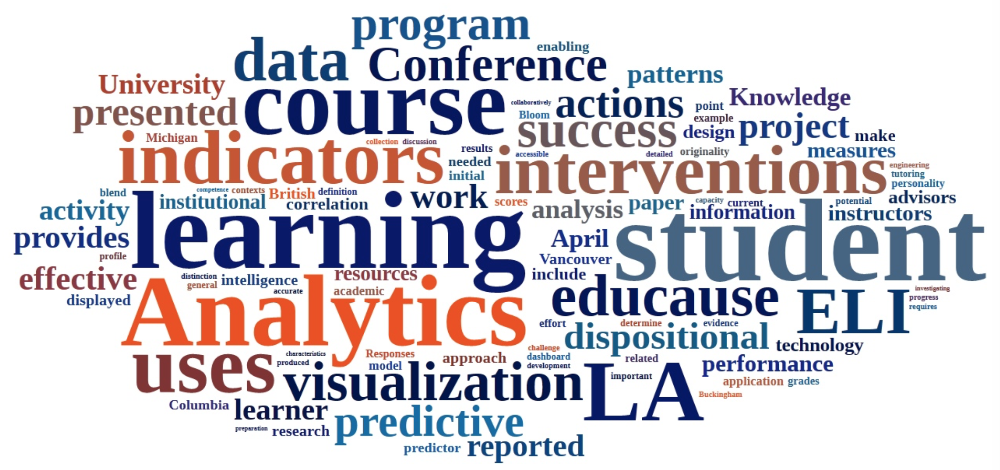 program
enabling
data Conference
patterns
University
course
Knowledge
presented
collaboratively
actions
point
Bloom
example
success
design
project
make
Michigan
indicators
collection discussion
results
accessible
detailed
originality
measures
needed
interventions
engineering
initial
tutoring
personality
blend
competence contexts
British definition
work
scores
paper
capacity current
potential
advisors
activity
institutional
correlation
analysis
information
instructors
learning
student
provides
April
profile
Vancouver
effective
distinction
intelligence
resources
include
general
accurate
academic
educause
ELI
investigating
progress
requires
displayed
Analytics
effort
determine
evidence
dispositional
technology
uses
characteristics
Responses
approach
challenge
dashboard
produced
model
development
related
performance
visualization
LA
important
application grades
Buckingham
Columbia
learner
predictive
preparation research
predictor reported